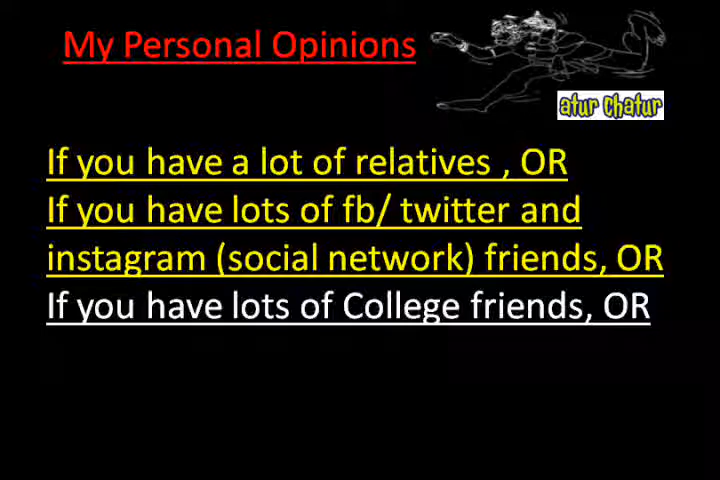 My Personal Opinions
atur chatur
If you have a lot of relatives , OR
If you have lots of fb/ twitter and
instagram (social network) friends, OR
If you have lots of College friends, OR